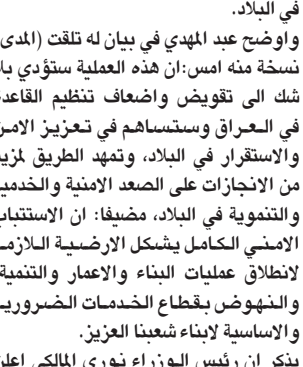 في البلاد.
واوضح عبد المهدي في بيان له تلقت (المدى
نسخة منه امس:ان هذه العملية ستؤدي بلا
شك الى تقويض واضعاف تنظيم القاعدة
في العراق وستساهم في تعزيز الامن
والاستقرار في البلاد، وتمهد الطريق لمزيد
من الانجازات على الصعد الامنية والخدمية
والتنموية في البلاد، مضيفا: ان الاستتباب
الامني الكامل يشكل الارضية اللازمة
لانطلاق عمليات البناء والاعمار والتنمية
والنهوض بقطاع الخدمات الضرورية
والاساسية لابناء شعبنا العزيز.
يذكر ان رئيس الوزراء نوري المالكي اعلن